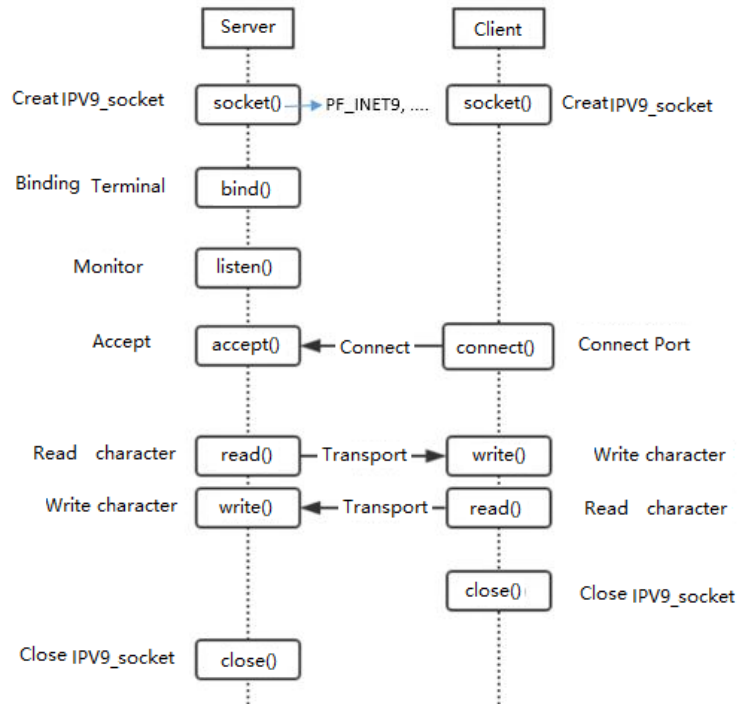 Server Client
Creat IPV9_socket socket() PF_INET9, .... socket() Creat IPV9_socket
Binding Terminal bind()
Monitor listen()
Accept accept() Connect connect() Connect Port
Read character read() Transport write() Write character
Write character write() Transport read() Read character
close() Close IPV9_socket
Close IPV9_socket close()